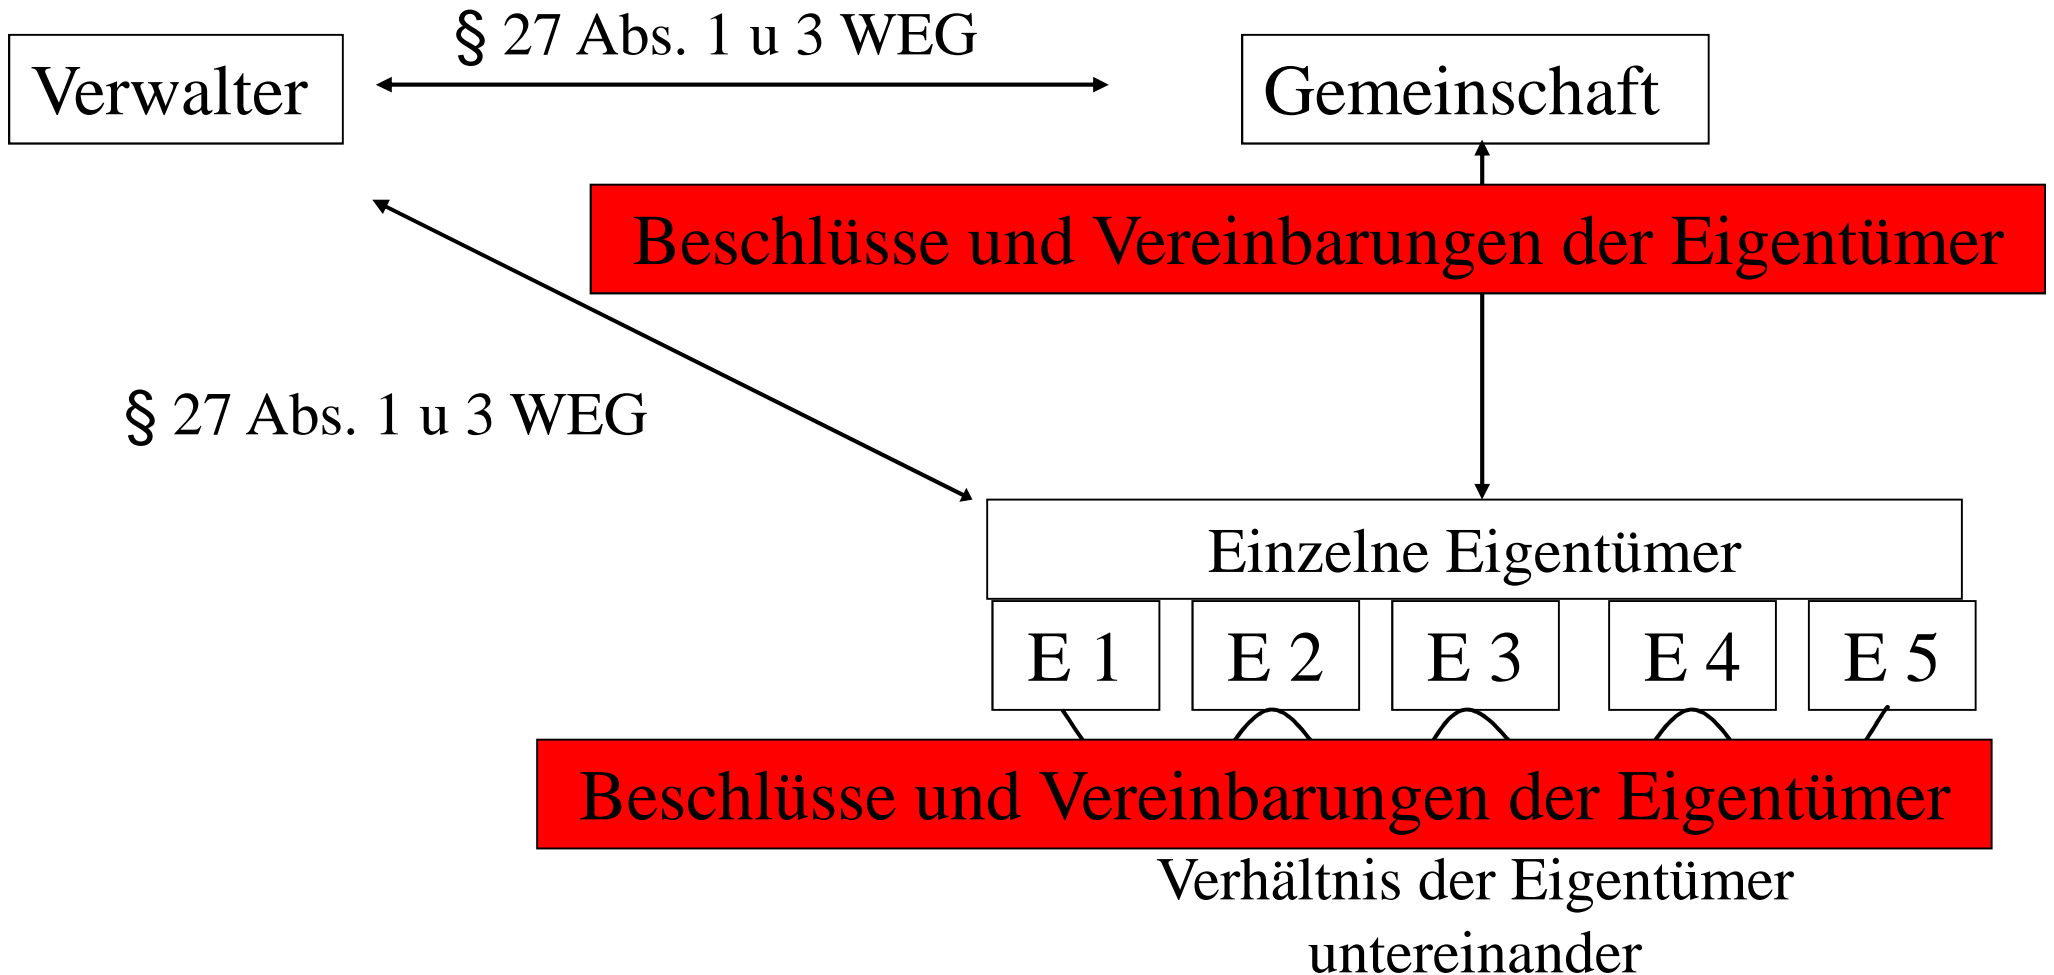 § 27 Abs. 1 u 3 WEG
Verwalter
Gemeinschaft
Beschlüsse und Vereinbarungen der Eigentümer
§ 27 Abs. 1 u 3 WEG
Einzelne Eigentümer
E 1
E 2
E 3
E 4
E 5
Beschlüsse und Vereinbarungen der Eigentümer
Verhältnis der Eigentümer
untereinander